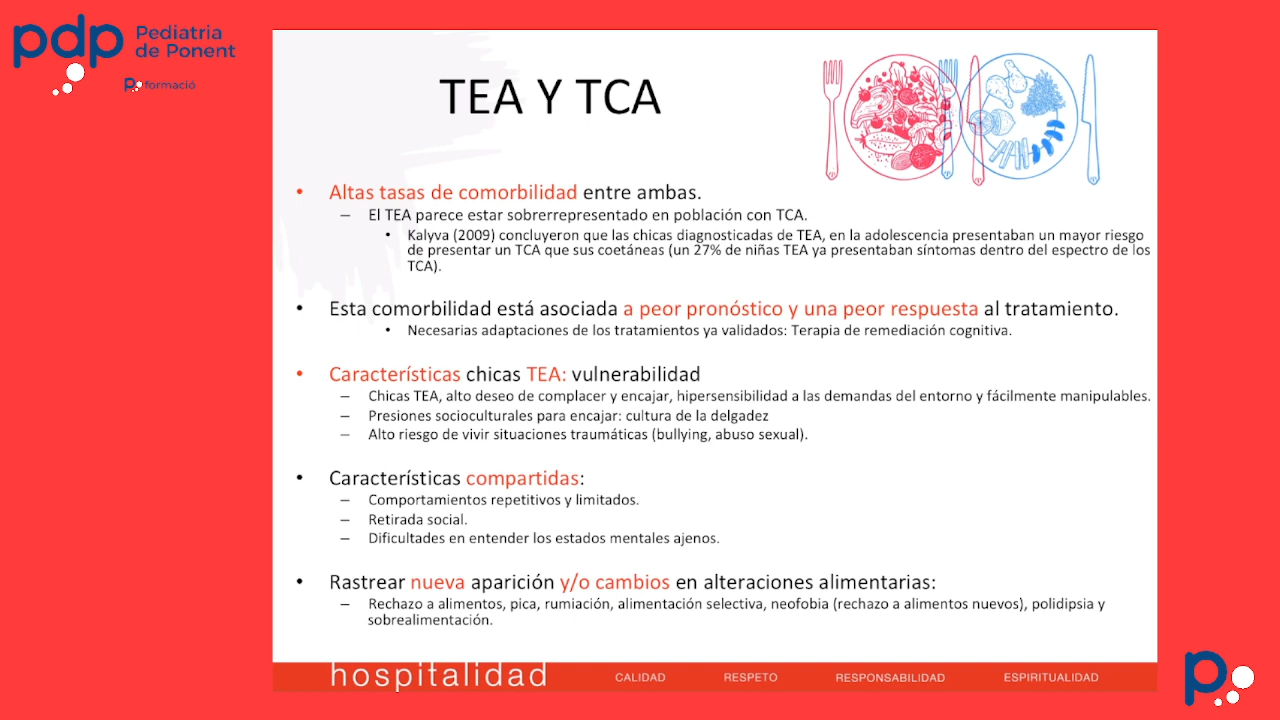 pdp Pediatria
de Ponent
p formació
TEA Y TCA
• Altas tasas de comorbilidad entre ambas.
– El TEA parece estar sobrerrepresentado en población con TCA.
• Kalyva (2009) concluyeron que las chicas diagnosticadas de TEA, en la adolescencia presentaban un mayor riesgo
de presentar un TCA que sus coetáneas (un 27% de niñas TEA ya presentaban síntomas dentro del espectro de los
TCA).
• Esta comorbilidad está asociada a peor pronóstico y una peor respuesta al tratamiento.
• Necesarias adaptaciones de los tratamientos ya validados: Terapia de remediación cognitiva.
• Características chicas TEA: vulnerabilidad
– Chicas TEA, alto deseo de complacer y encajar, hipersensibilidad a las demandas del entorno y fácilmente manipulables.
– Presiones socioculturales para encajar: cultura de la delgadez
– Alto riesgo de vivir situaciones traumáticas (bullying, abuso sexual).
• Características compartidas:
– Comportamientos repetitivos y limitados.
– Retirada social.
– Dificultades en entender los estados mentales ajenos.
• Rastrear nueva aparición y/o cambios en alteraciones alimentarias:
– Rechazo a alimentos, pica, rumiación, alimentación selectiva, neofobia (rechazo a alimentos nuevos), polidipsia y
sobrealimentación.
hospitalidad CALIDAD RESPETO RESPONSABILIDAD ESPIRITUALIDAD
p